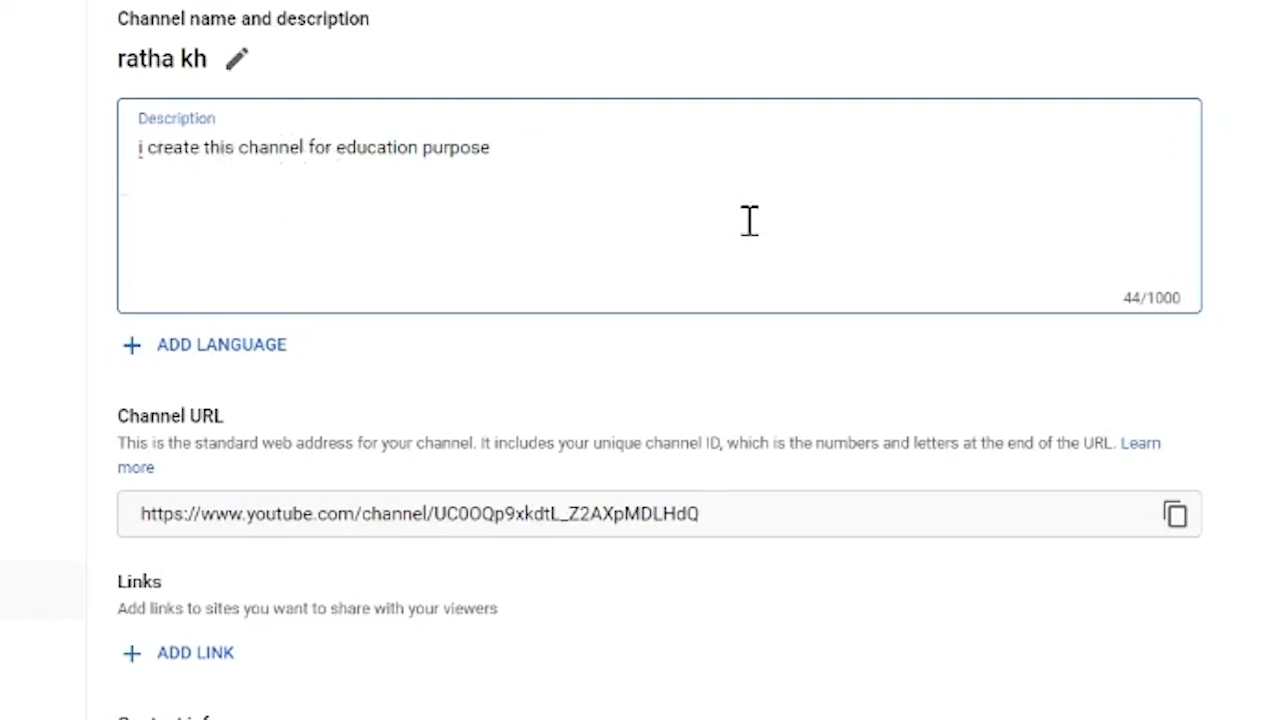 Channel name and description
ratha kh
Description
i create this channel for education purpose
44/1000
ADD LANGUAGE
Channel URL
This is the standard web address for your channel. It includes your unique channel ID, which is the numbers and letters at the end of the URL. Learn
more
https://www.youtube.com/channel/UC0OQp9xkdtL_Z2AXpMDLHdQ
Links
Add links to sites you want to share with your viewers
ADD LINK